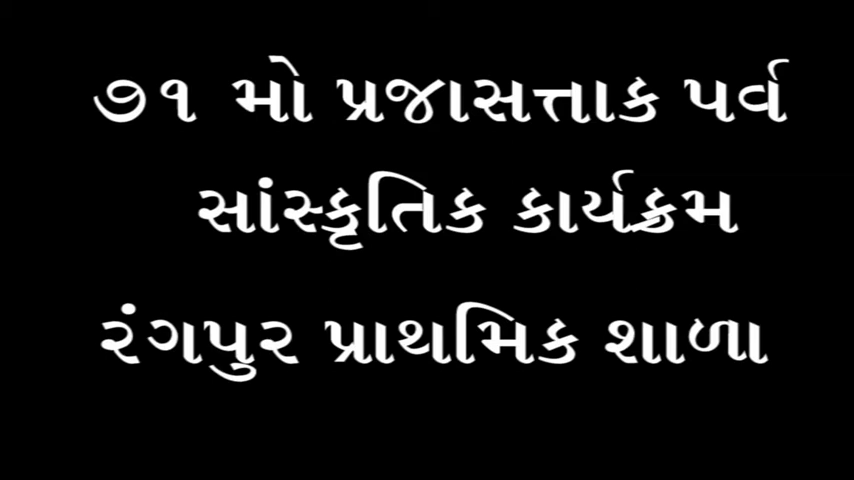 ૭૧ મો પ્રજાસત્તાક પર્વ
સાંસ્કૃતિક કાર્યક્રમ
રંગપુર પ્રાથમિક શાળા